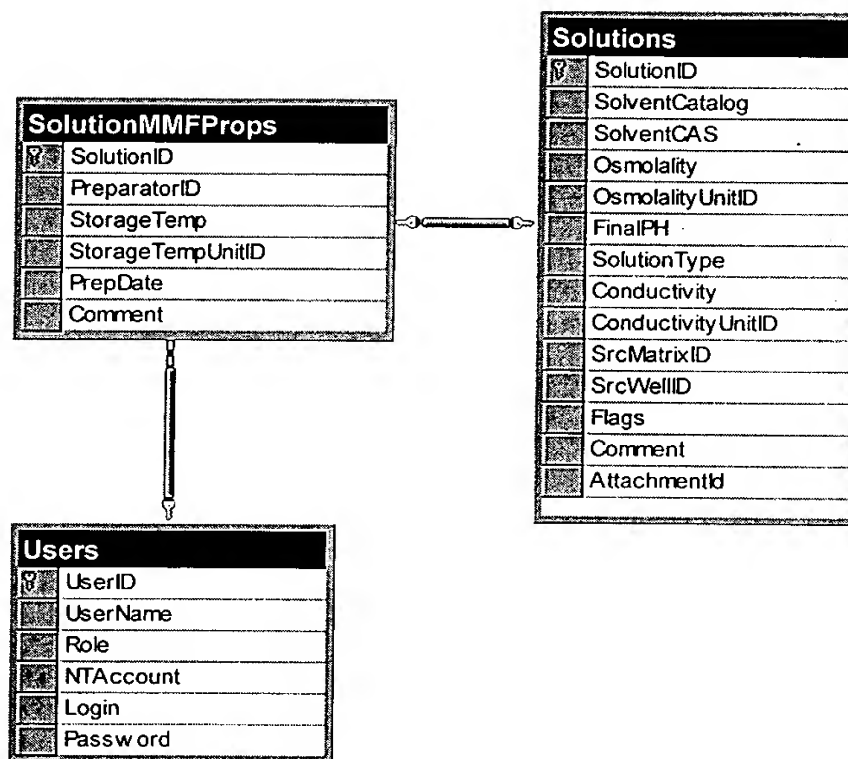 SolutionMMFProps
SolutionID
PreparatorID
StorageTemp
StorageTempUnitID
PrepDate
Comment
Solutions
SolutionID
SolventCatalog
SolventCAS
Osmolality
OsmolalityUnitID
FinalPH
SolutionType
Conductivity
ConductivityUnitID
SrcMatrixID
SrcWellID
Flags
Comment
AttachmentId
Users
UserID
UserName
Role
NTAccount
Login
Password